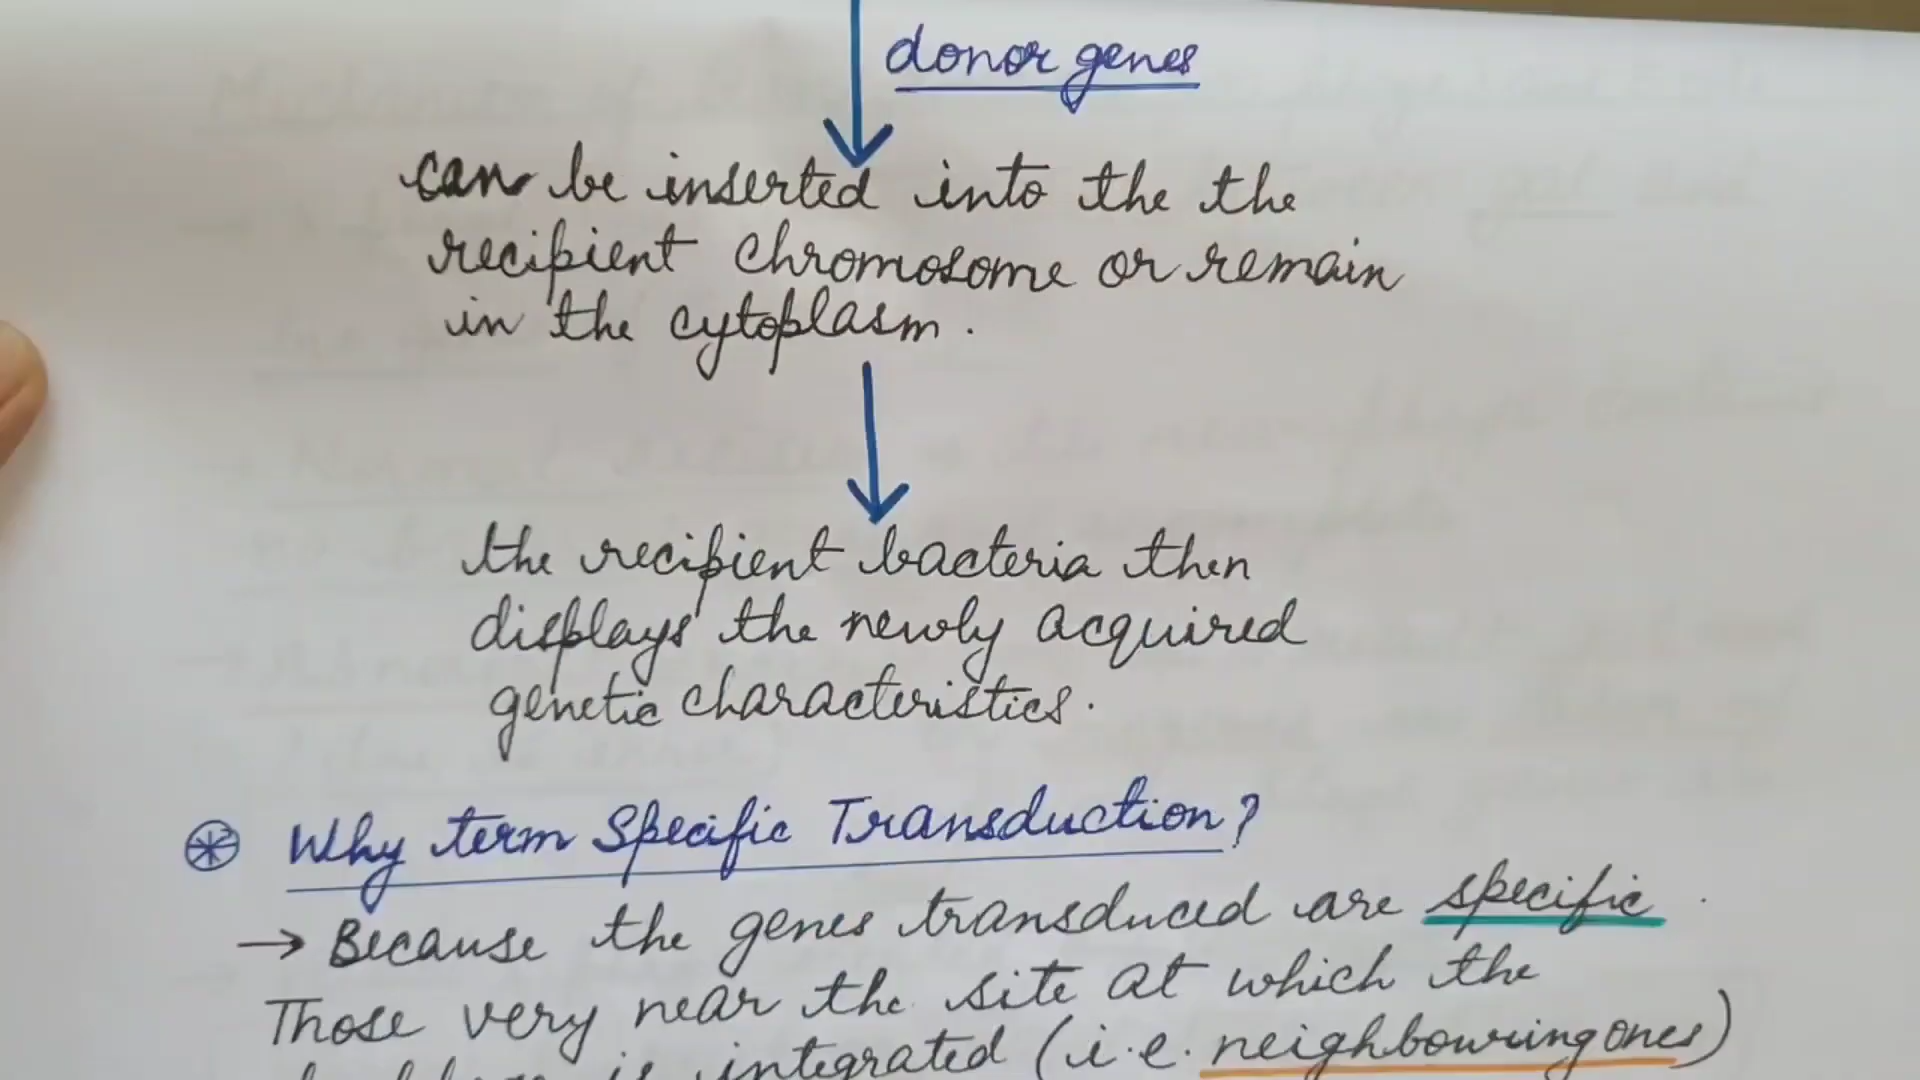 donor genes
can be inserted into the the
recipient chromosome or remain
in the cytoplasm.
the recipient bacteria then
displays the newly acquired
genetic characteristics.
Why term Specific Transduction?
→ Because the genes transduced are specific
Those very near the site at which the
is integrated (i.e. neighbouring ones)